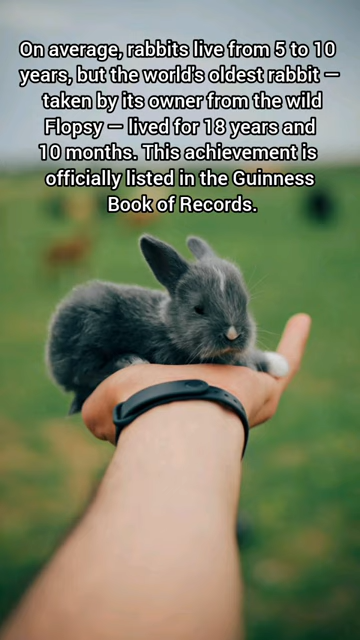 On average, rabbits live from 5 to 10
years, but the world's oldest rabbit —
taken by its owner from the wild
Flopsy — lived for 18 years and
10 months. This achievement is
officially listed in the Guinness
Book of Records.